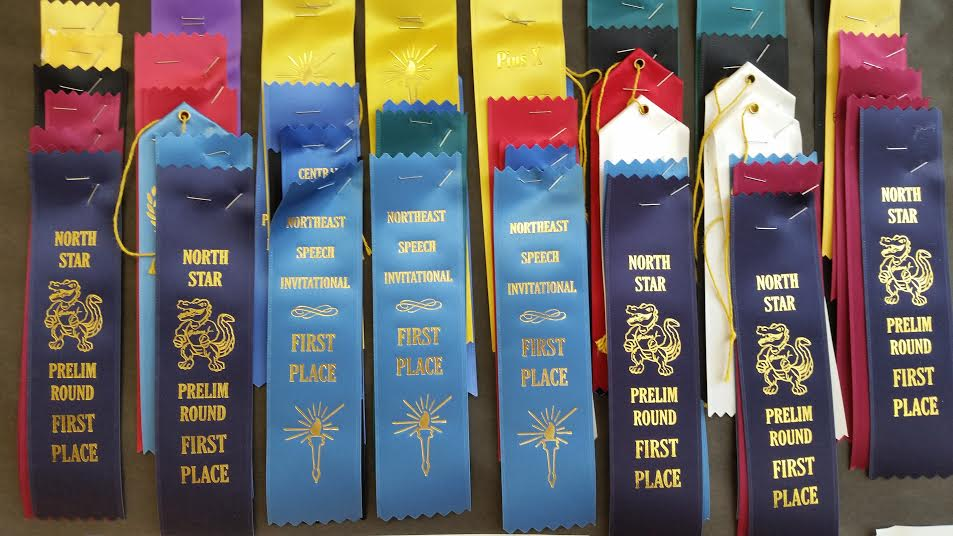 Pius X
CENTRAL
NORTH
STAR
PRELIM
ROUND
FIRST
PLACE
NORTH
STAR
PRELIM
ROUND
FIRST
PLACE
NORTHEAST
SPEECH
INVITATIONAL
FIRST
PLACE
NORTHEAST
SPEECH
INVITATIONAL
FIRST
PLACE
NORTHEAST
SPEECH
INVITATIONAL
FIRST
PLACE
NORTH
STAR
PRELIM
ROUND
FIRST
PLACE
NORTH
STAR
PRELIM
ROUND
FIRST
PLACE
NORTH
STAR
PRELIM
ROUND
FIRST
PLACE